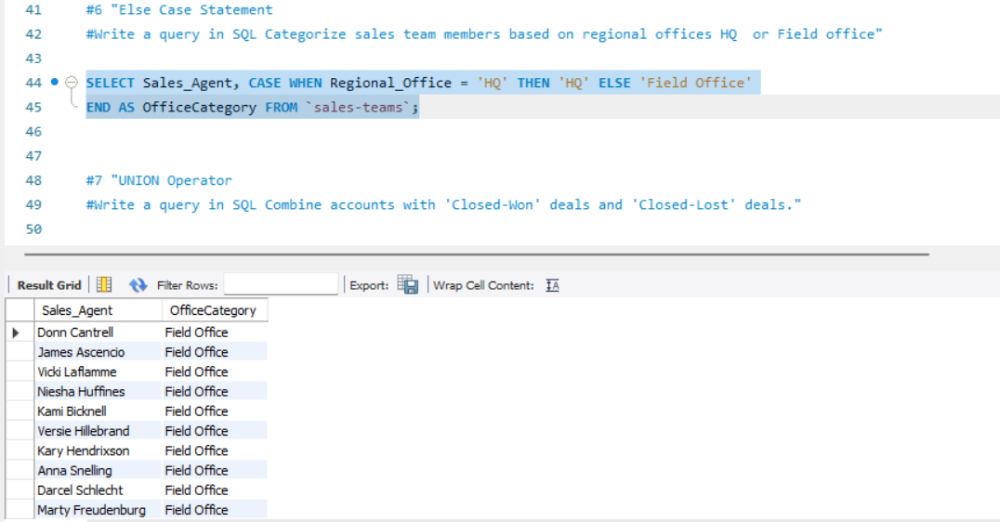 41 #6 "Else Case Statement
42 #Write a query in SQL Categorize sales team members based on regional offices HQ  or Field office"
43
44 SELECT Sales_Agent, CASE WHEN Regional_Office = 'HQ' THEN 'HQ' ELSE 'Field Office'
45 END AS OfficeCategory FROM `sales-teams`;
46
47
48 #7 "UNION Operator
49 #Write a query in SQL Combine accounts with 'Closed-Won' deals and 'Closed-Lost' deals."
50
Result Grid Filter Rows: Export: Wrap Cell Content: IA
Sales_Agent OfficeCategory
Donn Cantrell Field Office
James Ascencio Field Office
Vicki Laflamme Field Office
Niesha Huffines Field Office
Kami Bicknell Field Office
Versie Hillebrand Field Office
Kary Hendrixson Field Office
Anna Snelling Field Office
Darcel Schlecht Field Office
Marty Freudenburg Field Office